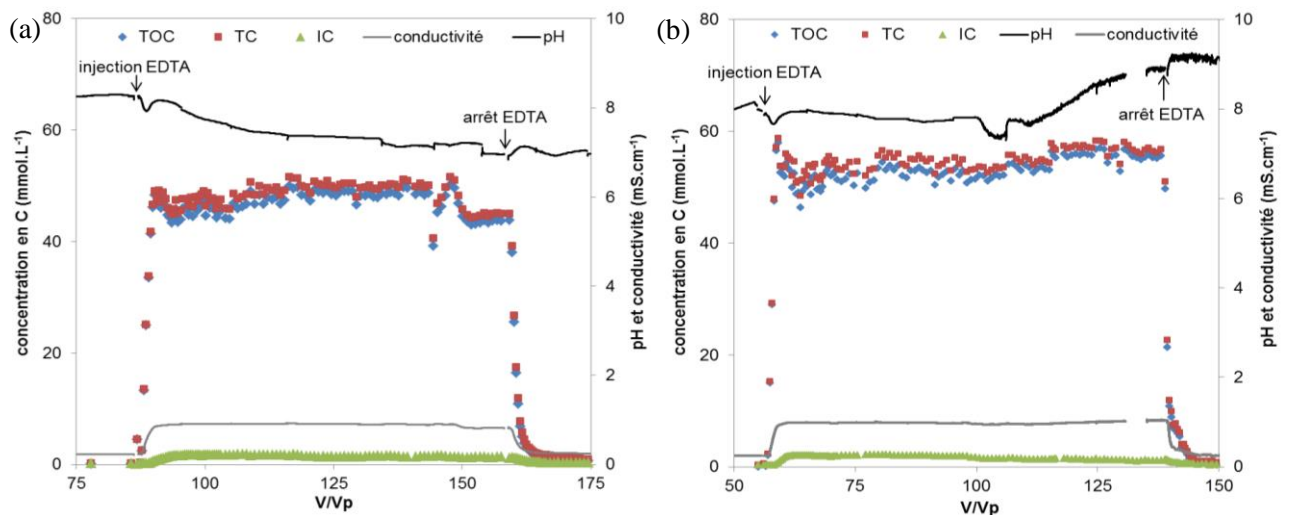 (a)
80
60
40
20
0
concentration en C (mmol.L⁻¹)
TOC TC IC conductivité pH
injection EDTA
arrêt EDTA
10
8
6
4
2
0
pH et conductivité (mS.cm⁻¹)
75 100 125 150 175
V/Vp
(b)
80
60
40
20
0
concentration en C (mmol.L⁻¹)
TOC TC IC pH conductivité
injection EDTA
arrêt EDTA
10
8
6
4
2
0
pH et conductivité (mS.cm⁻¹)
50 75 100 125 150
V/Vp